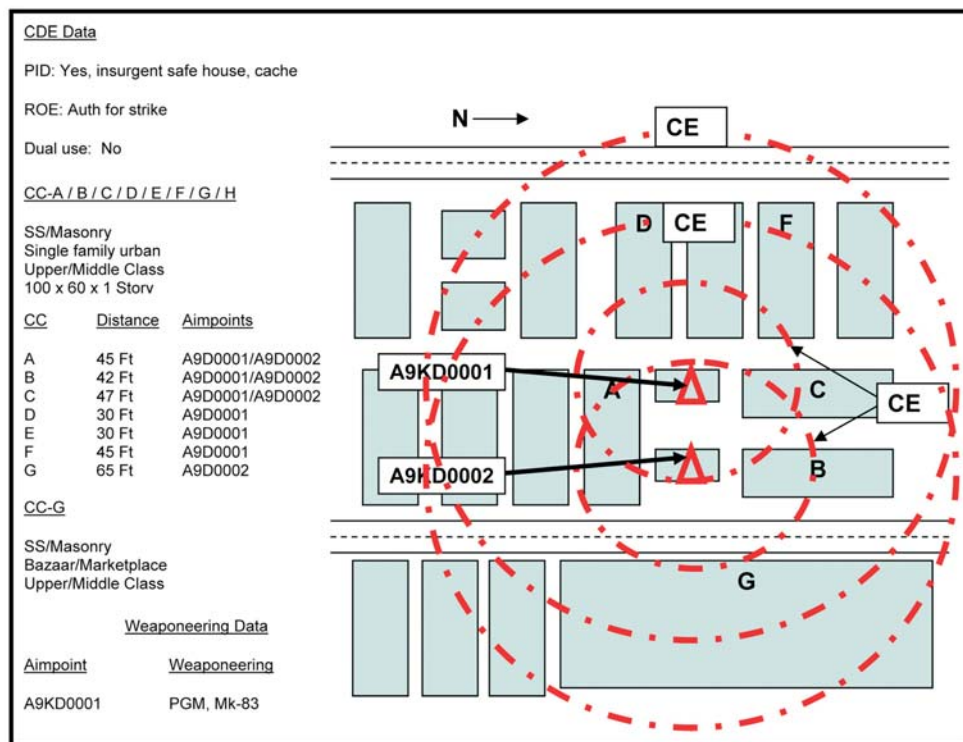 CDE Data
PID: Yes, insurgent safe house, cache
ROE: Auth for strike
Dual use: No
CC-A / B / C / D / E / F / G / H
SS/Masonry
Single family urban
Upper/Middle Class
100 x 60 x 1 Storv
CC Distance Aimpoints
A 45 Ft A9D0001/A9D0002
B 42 Ft A9D0001/A9D0002
C 47 Ft A9D0001/A9D0002
D 30 Ft A9D0001
E 30 Ft A9D0001
F 45 Ft A9D0001
G 65 Ft A9D0002
CC-G
SS/Masonry
Bazaar/Marketplace
Upper/Middle Class
Weaponeering Data
Aimpoint Weaponeering
A9KD0001 PGM, Mk-83
N
CE
D
CE
F
A9KD0001
A
C
CE
A9KD0002
B
G